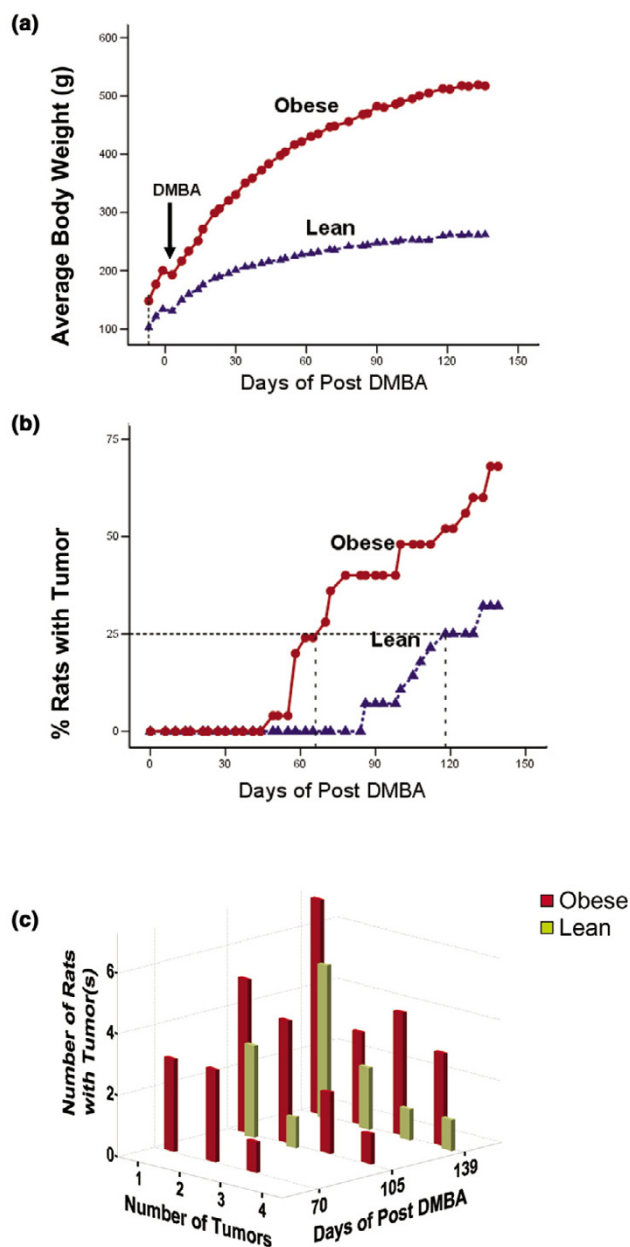 (a)
600
500
400
300
200
100
Average Body Weight (g)
Obese
DMBA
Lean
0 30 60 90 120 150
Days of Post DMBA
(b)
75
50
25
0
% Rats with Tumor
Obese
Lean
0 30 60 90 120 150
Days of Post DMBA
(c)
Obese
Lean
Number of Rats
with Tumor(s)
6
4
2
0
1 2 3 4
Number of Tumors
70 105 139
Days of Post DMBA